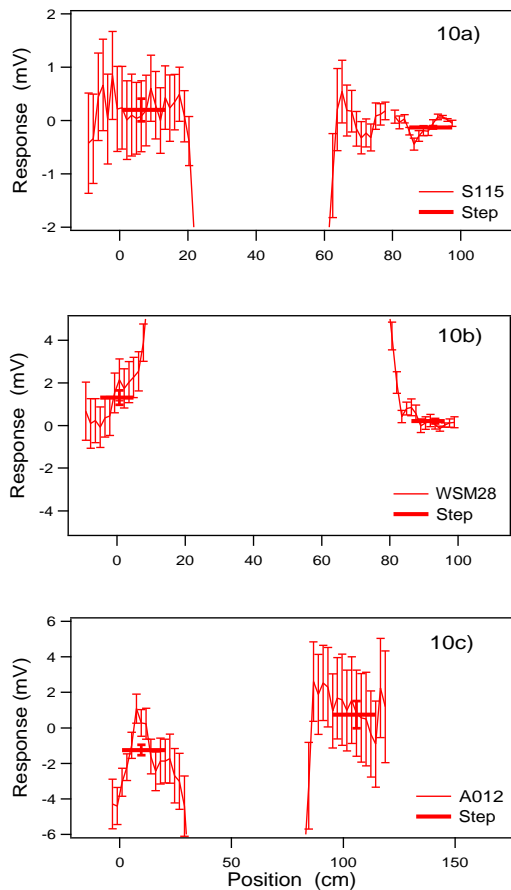 2
1
0
-1
-2
Response (mV)
10a)
S115
Step
0 20 40 60 80 100
4
2
0
-2
-4
Response (mV)
10b)
WSM28
Step
0 20 40 60 80 100
6
4
2
0
-2
-4
-6
Response (mV)
10c)
A012
Step
0 50 100 150
Position (cm)